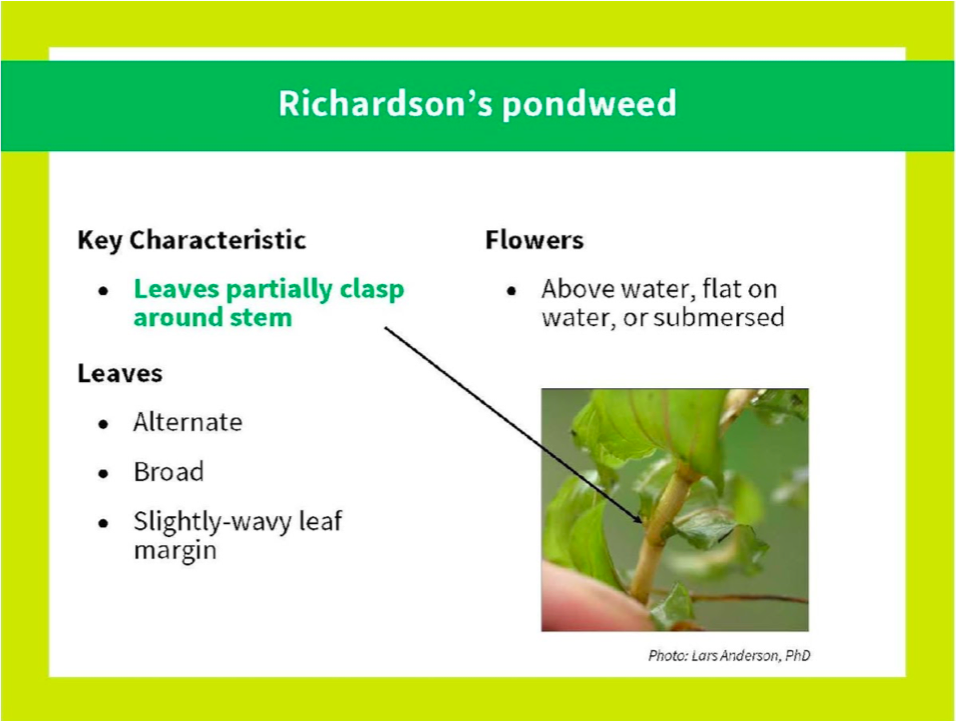 Richardson’s pondweed
Key Characteristic
• Leaves partially clasp
around stem
Leaves
• Alternate
• Broad
• Slightly-wavy leaf
margin
Flowers
• Above water, flat on
water, or submersed
Photo: Lars Anderson, PhD